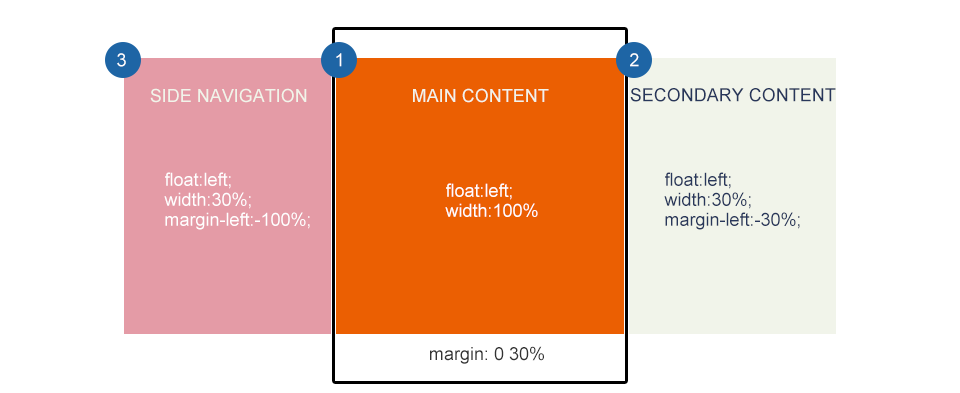 3
1
2
SIDE NAVIGATION
MAIN CONTENT
SECONDARY CONTENT
float:left;
width:30%;
margin-left:-100%;
float:left;
width:100%
float:left;
width:30%;
margin-left:-30%;
margin: 0 30%